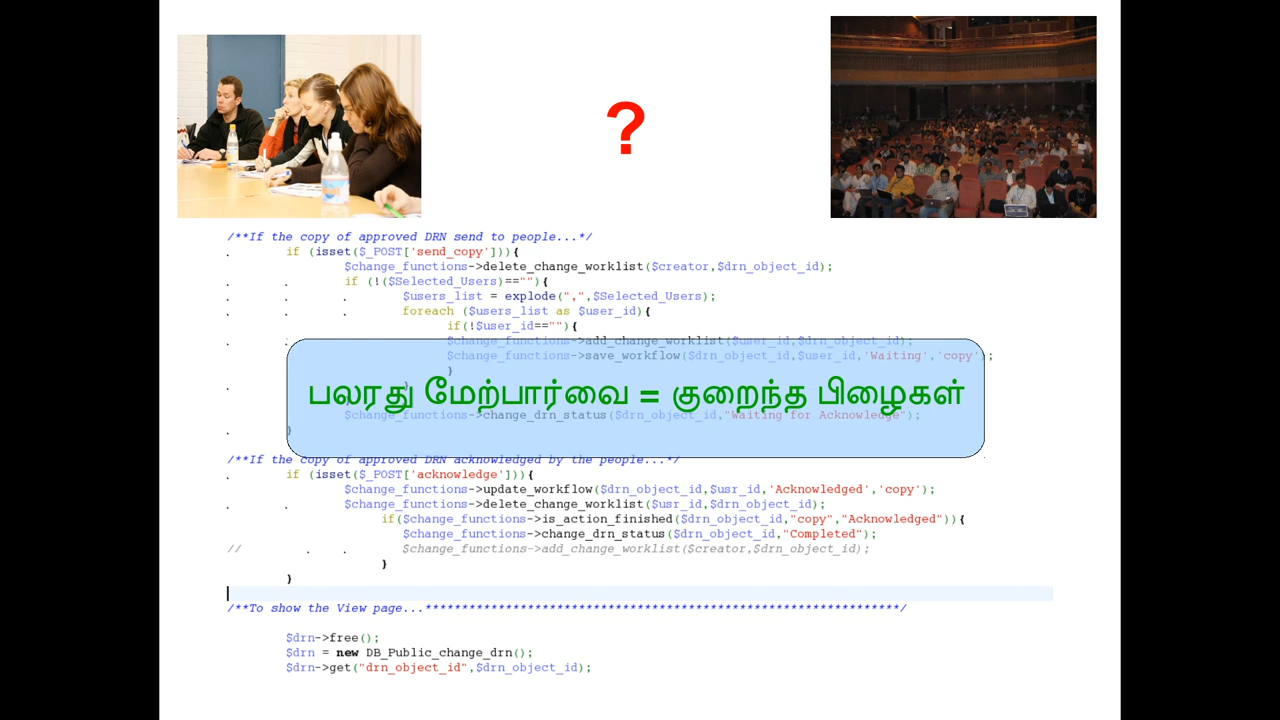 ?
/**If the copy of approved DRN send to people...*/
if (isset($_POST['send_copy'])){
$change_functions->delete_change_worklist($creator,$drn_object_id);
if (!($Selected_Users)==""){
$users_list = explode(",",$Selected_Users);
foreach ($users_list as $user_id){
if(!$user_id==""){
$change_functions->add_change_worklist($user_id,$drn_object_id);
$change_functions->save_workflow($drn_object_id,$user_id,'Waiting','copy');
}
}
பலரது மேற்பார்வை = குறைந்த பிழைகள்
$change_functions->change_drn_status($drn_object_id,"Waiting for Acknowledge");
}
/**If the copy of approved DRN acknowledged by the people...*/
if (isset($_POST['acknowledge'])){
$change_functions->update_workflow($drn_object_id,$usr_id,'Acknowledged','copy');
$change_functions->delete_change_worklist($usr_id,$drn_object_id);
if($change_functions->is_action_finished($drn_object_id,"copy","Acknowledged")){
$change_functions->change_drn_status($drn_object_id,"Completed");
// $change_functions->add_change_worklist($creator,$drn_object_id);
}
}
/**To show the View page...*****************************************************************/
$drn->free();
$drn = new DB_Public_change_drn();
$drn->get("drn_object_id",$drn_object_id);